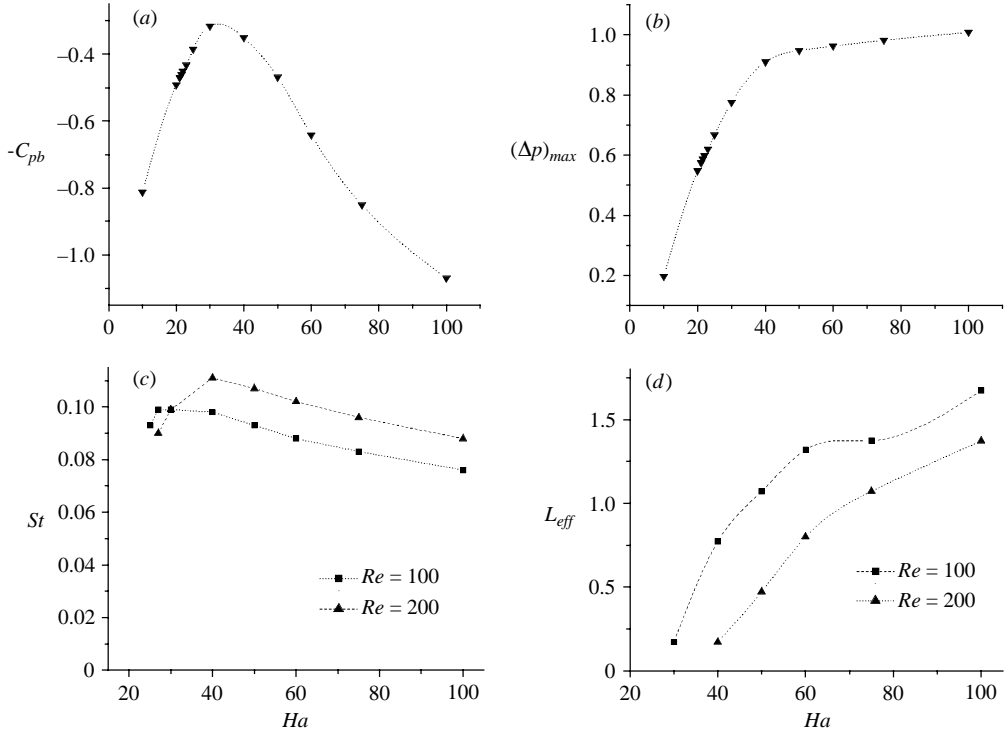 (a)
−0.4
−0.6
−0.8
−1.0
-C_pb
0 20 40 60 80 100
(b)
1.0
0.8
0.6
0.4
0.2
(Δp)_max
0 20 40 60 80 100
(c)
0.10
0.08
0.06
0.04
0.02
0
St
Re = 100
Re = 200
20 40 60 80 100
Ha
(d)
1.5
1.0
0.5
0
L_eff
Re = 100
Re = 200
20 40 60 80 100
Ha